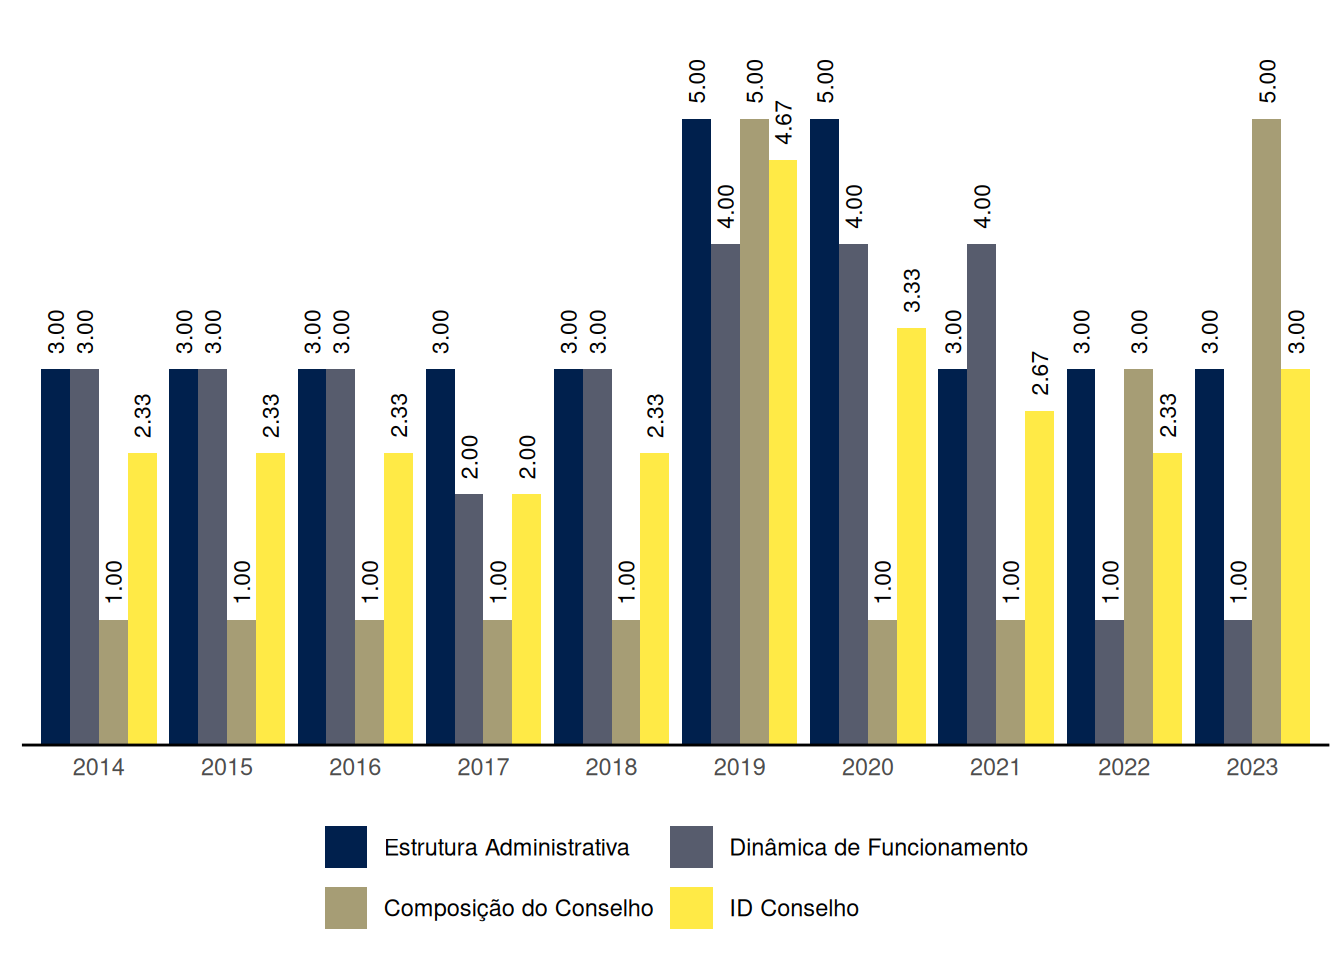 3.00 3.00 1.00 2.33
3.00 3.00 1.00 2.33
3.00 3.00 1.00 2.33
3.00 2.00 1.00 2.00
3.00 3.00 1.00 2.33
5.00 4.00 5.00 4.67
5.00 4.00 1.00 3.33
3.00 4.00 1.00 2.67
3.00 1.00 3.00 2.33
3.00 1.00 5.00 3.00
2014 2015 2016 2017 2018 2019 2020 2021 2022 2023
Estrutura Administrativa Dinâmica de Funcionamento
Composição do Conselho ID Conselho